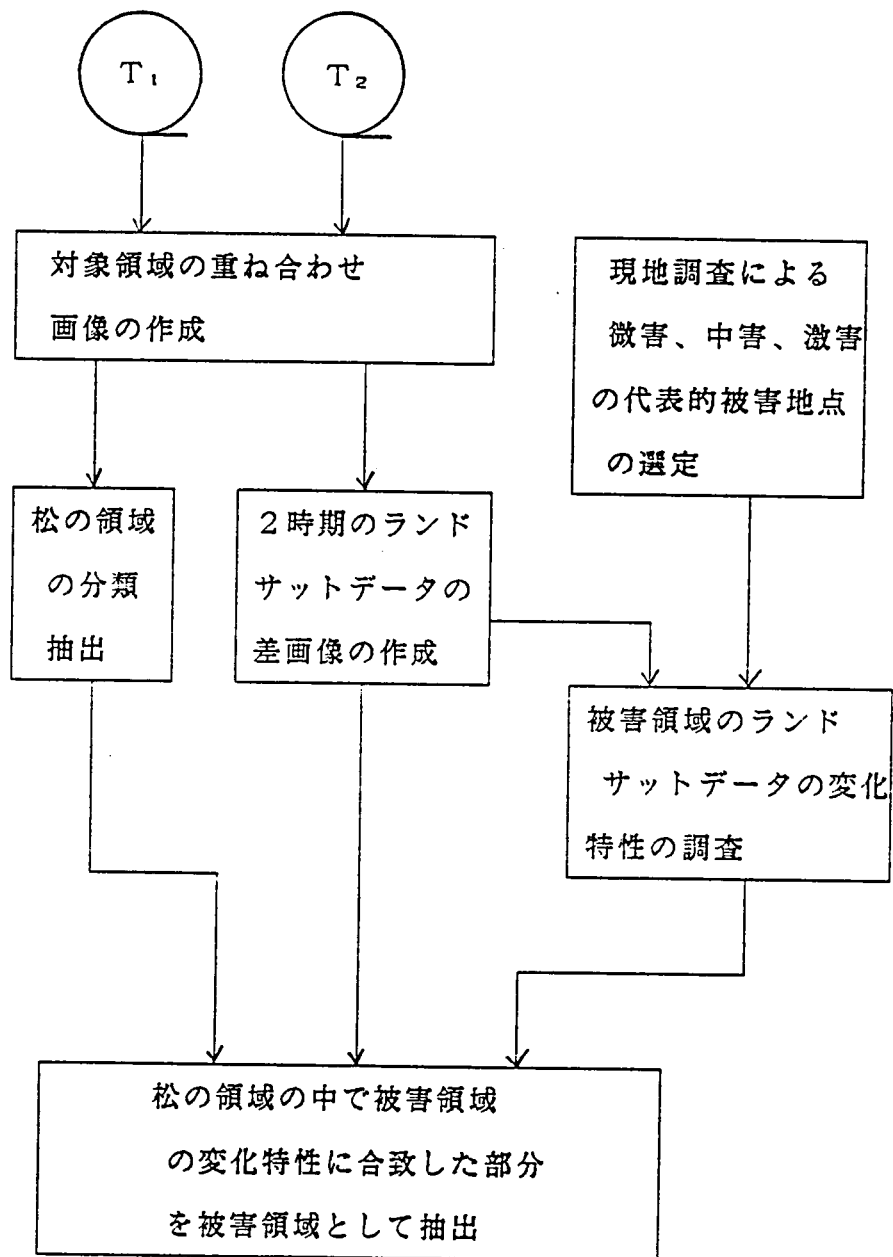 T₁
T₂
対象領域の重ね合わせ
画像の作成
現地調査による
微害、中害、激害
の代表的被害地点
の選定
松の領域
の分類
抽出
2時期のランド
サットデータの
差画像の作成
被害領域のランド
サットデータの変化
特性の調査
松の領域の中で被害領域
の変化特性に合致した部分
を被害領域として抽出